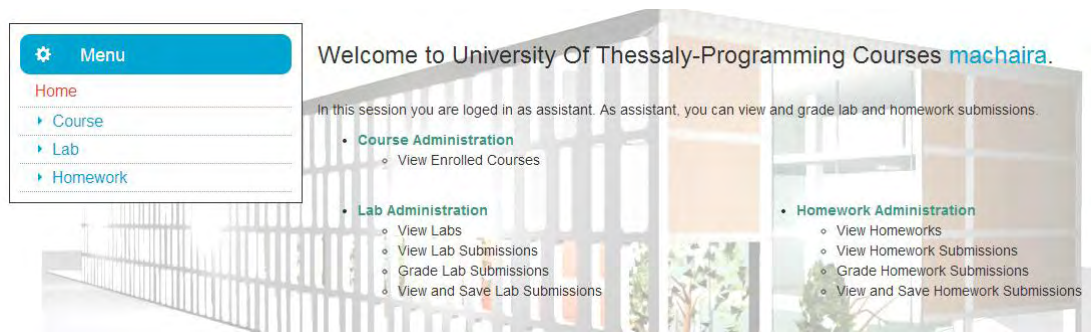 Menu
Home
Course
Lab
Homework
Welcome to University Of Thessaly-Programming Courses machaira.
In this session you are loged in as assistant. As assistant, you can view and grade lab and homework submissions.
Course Administration
View Enrolled Courses
Lab Administration
View Labs
View Lab Submissions
Grade Lab Submissions
View and Save Lab Submissions
Homework Administration
View Homeworks
View Homework Submissions
Grade Homework Submissions
View and Save Homework Submissions